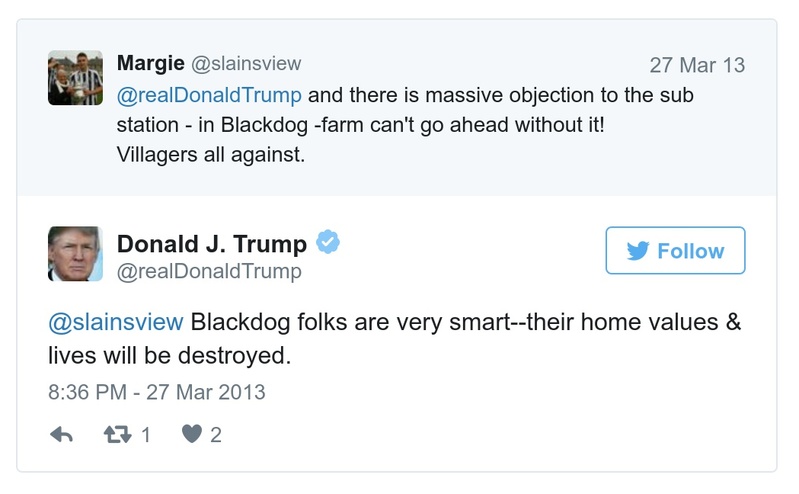 Margie @slainsview 27 Mar 13
@realDonaldTrump and there is massive objection to the sub
station - in Blackdog -farm can't go ahead without it!
Villagers all against.
Donald J. Trump
@realDonaldTrump
Follow
@slainsview Blackdog folks are very smart--their home values &
lives will be destroyed.
8:36 PM - 27 Mar 2013
1 2